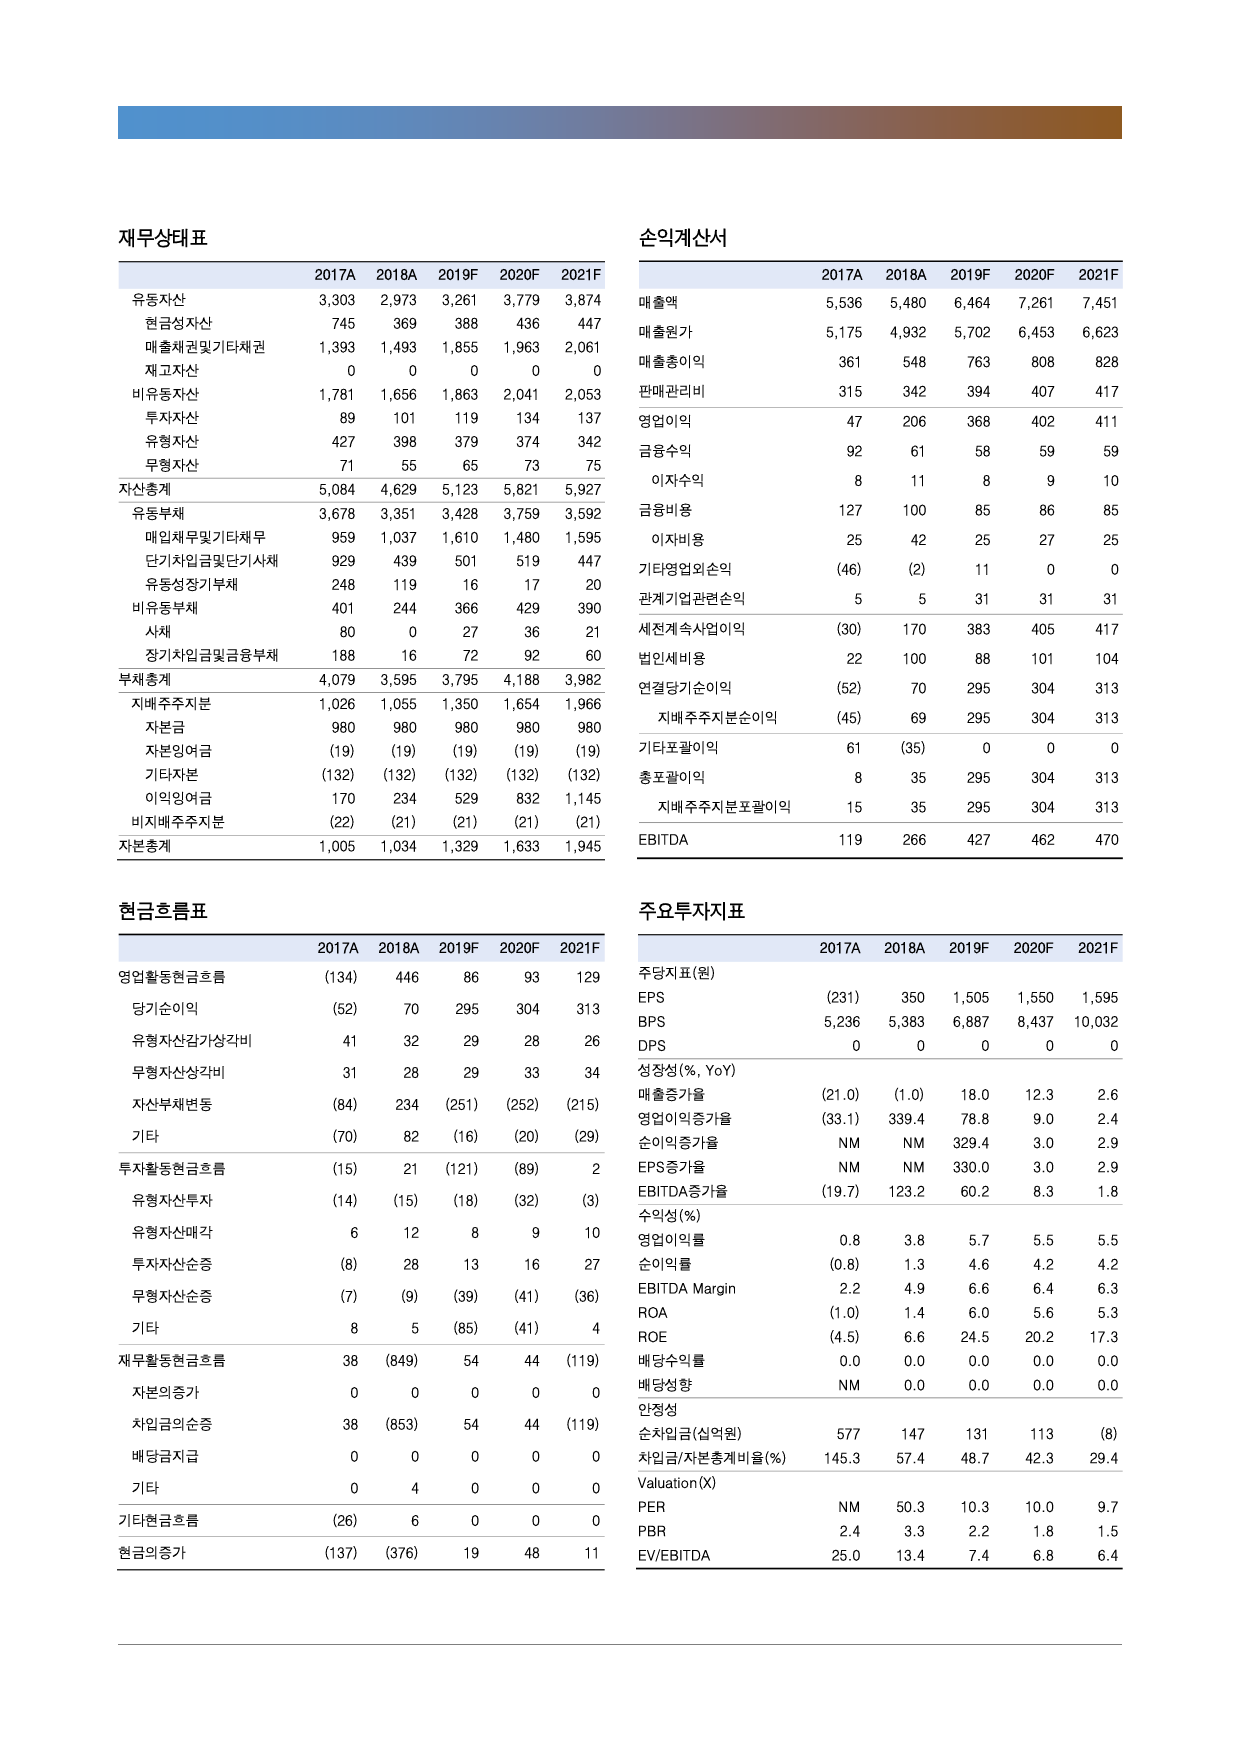 재무상태표
2017A 2018A 2019F 2020F 2021F
유동자산 3,303 2,973 3,261 3,779 3,874
현금성자산 745 369 388 436 447
매출채권및기타채권 1,393 1,493 1,855 1,963 2,061
재고자산 0 0 0 0 0
비유동자산 1,781 1,656 1,863 2,041 2,053
투자자산 89 101 119 134 137
유형자산 427 398 379 374 342
무형자산 71 55 65 73 75
자산총계 5,084 4,629 5,123 5,821 5,927
유동부채 3,678 3,351 3,428 3,759 3,592
매입채무및기타채무 959 1,037 1,610 1,480 1,595
단기차입금및단기사채 929 439 501 519 447
유동성장기부채 248 119 16 17 20
비유동부채 401 244 366 429 390
사채 80 0 27 36 21
장기차입금및금융부채 188 16 72 92 60
부채총계 4,079 3,595 3,795 4,188 3,982
지배주주지분 1,026 1,055 1,350 1,654 1,966
자본금 980 980 980 980 980
자본잉여금 (19) (19) (19) (19) (19)
기타자본 (132) (132) (132) (132) (132)
이익잉여금 170 234 529 832 1,145
비지배주주지분 (22) (21) (21) (21) (21)
자본총계 1,005 1,034 1,329 1,633 1,945
손익계산서
2017A 2018A 2019F 2020F 2021F
매출액 5,536 5,480 6,464 7,261 7,451
매출원가 5,175 4,932 5,702 6,453 6,623
매출총이익 361 548 763 808 828
판매관리비 315 342 394 407 417
영업이익 47 206 368 402 411
금융수익 92 61 58 59 59
이자수익 8 11 8 9 10
금융비용 127 100 85 86 85
이자비용 25 42 25 27 25
기타영업외손익 (46) (2) 11 0 0
관계기업관련손익 5 5 31 31 31
세전계속사업이익 (30) 170 383 405 417
법인세비용 22 100 88 101 104
연결당기순이익 (52) 70 295 304 313
지배주주지분순이익 (45) 69 295 304 313
기타포괄이익 61 (35) 0 0 0
총포괄이익 8 35 295 304 313
지배주주지분포괄이익 15 35 295 304 313
EBITDA 119 266 427 462 470
현금흐름표
2017A 2018A 2019F 2020F 2021F
영업활동현금흐름 (134) 446 86 93 129
당기순이익 (52) 70 295 304 313
유형자산감가상각비 41 32 29 28 26
무형자산상각비 31 28 29 33 34
자산부채변동 (84) 234 (251) (252) (215)
기타 (70) 82 (16) (20) (29)
투자활동현금흐름 (15) 21 (121) (89) 2
유형자산투자 (14) (15) (18) (32) (3)
유형자산매각 6 12 8 9 10
투자자산순증 (8) 28 13 16 27
무형자산순증 (7) (9) (39) (41) (36)
기타 8 5 (85) (41) 4
재무활동현금흐름 38 (849) 54 44 (119)
자본의증가 0 0 0 0 0
차입금의순증 38 (853) 54 44 (119)
배당금지급 0 0 0 0 0
기타 0 4 0 0 0
기타현금흐름 (26) 6 0 0 0
현금의증가 (137) (376) 19 48 11
주요투자지표
2017A 2018A 2019F 2020F 2021F
주당지표(원)
EPS (231) 350 1,505 1,550 1,595
BPS 5,236 5,383 6,887 8,437 10,032
DPS 0 0 0 0 0
성장성(%, YoY)
매출증가율 (21.0) (1.0) 18.0 12.3 2.6
영업이익증가율 (33.1) 339.4 78.8 9.0 2.4
순이익증가율 NM NM 329.4 3.0 2.9
EPS증가율 NM NM 330.0 3.0 2.9
EBITDA증가율 (19.7) 123.2 60.2 8.3 1.8
수익성(%)
영업이익률 0.8 3.8 5.7 5.5 5.5
순이익률 (0.8) 1.3 4.6 4.2 4.2
EBITDA Margin 2.2 4.9 6.6 6.4 6.3
ROA (1.0) 1.4 6.0 5.6 5.3
ROE (4.5) 6.6 24.5 20.2 17.3
배당수익률 0.0 0.0 0.0 0.0 0.0
배당성향 NM 0.0 0.0 0.0 0.0
안정성
순차입금(십억원) 577 147 131 113 (8)
차입금/자본총계비율(%) 145.3 57.4 48.7 42.3 29.4
Valuation(X)
PER NM 50.3 10.3 10.0 9.7
PBR 2.4 3.3 2.2 1.8 1.5
EV/EBITDA 25.0 13.4 7.4 6.8 6.4